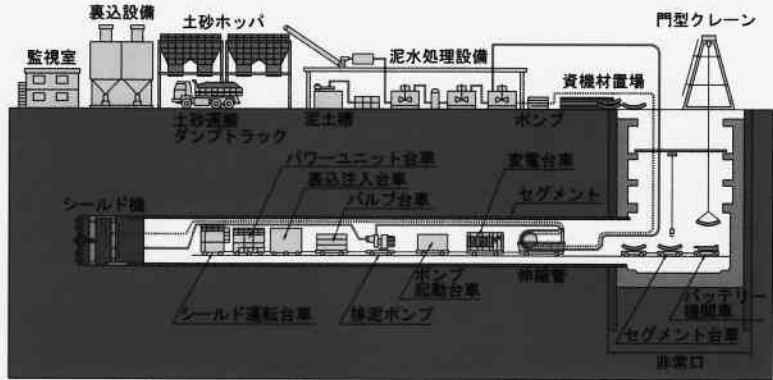 裏込設備
土砂ホッパ
門型クレーン
監視室
泥水処理設備
資機材置場
土砂運搬
ダンプトラック
泥土槽
ポンプ
パワーユニット台車
変電台車
裏込注入台車
セグメント
シールド機
バルブ台車
シールド運転台車
排泥ポンプ
ポンプ
起動台車
伸縮管
バッテリー
機関車
セグメント台車
非常口